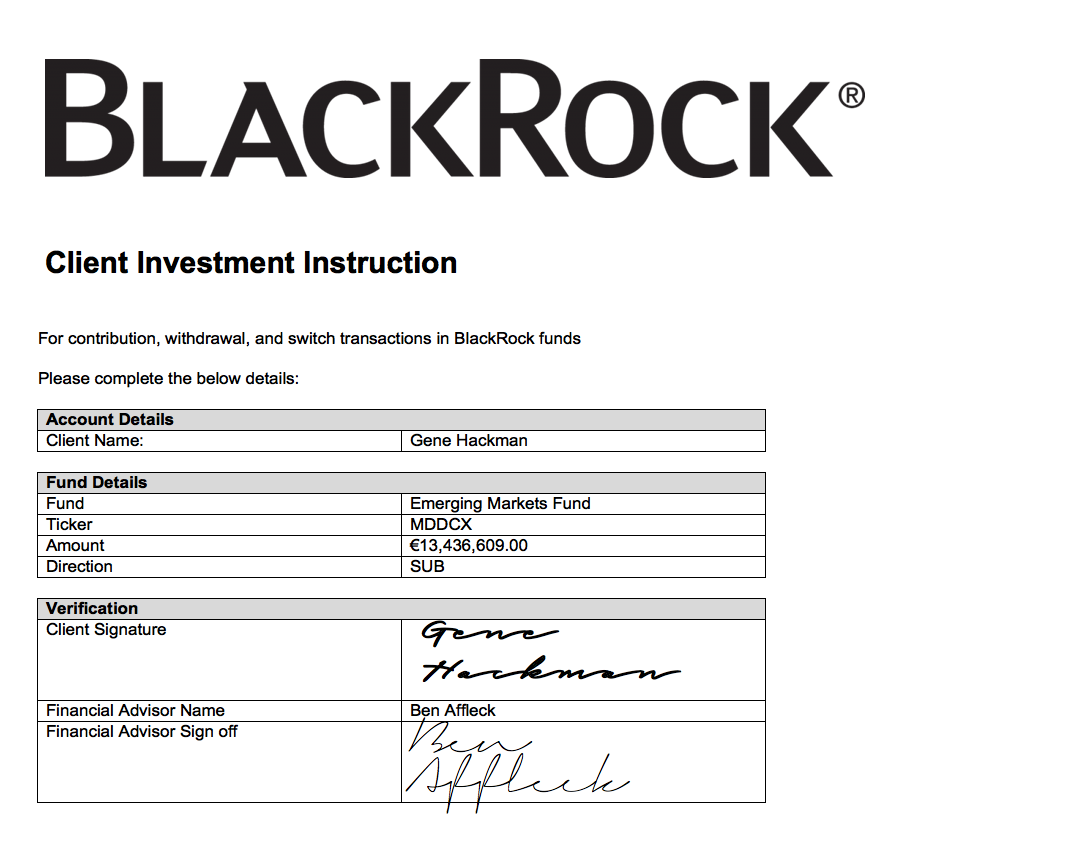 BLACKROCK®
Client Investment Instruction
For contribution, withdrawal, and switch transactions in BlackRock funds
Please complete the below details:
Account Details
Client Name: Gene Hackman
Fund Details
Fund Emerging Markets Fund
Ticker MDDCX
Amount €13,436,609.00
Direction SUB
Verification
Client Signature Gene
Hackman
Financial Advisor Name Ben Affleck
Financial Advisor Sign off Ben
Affleck